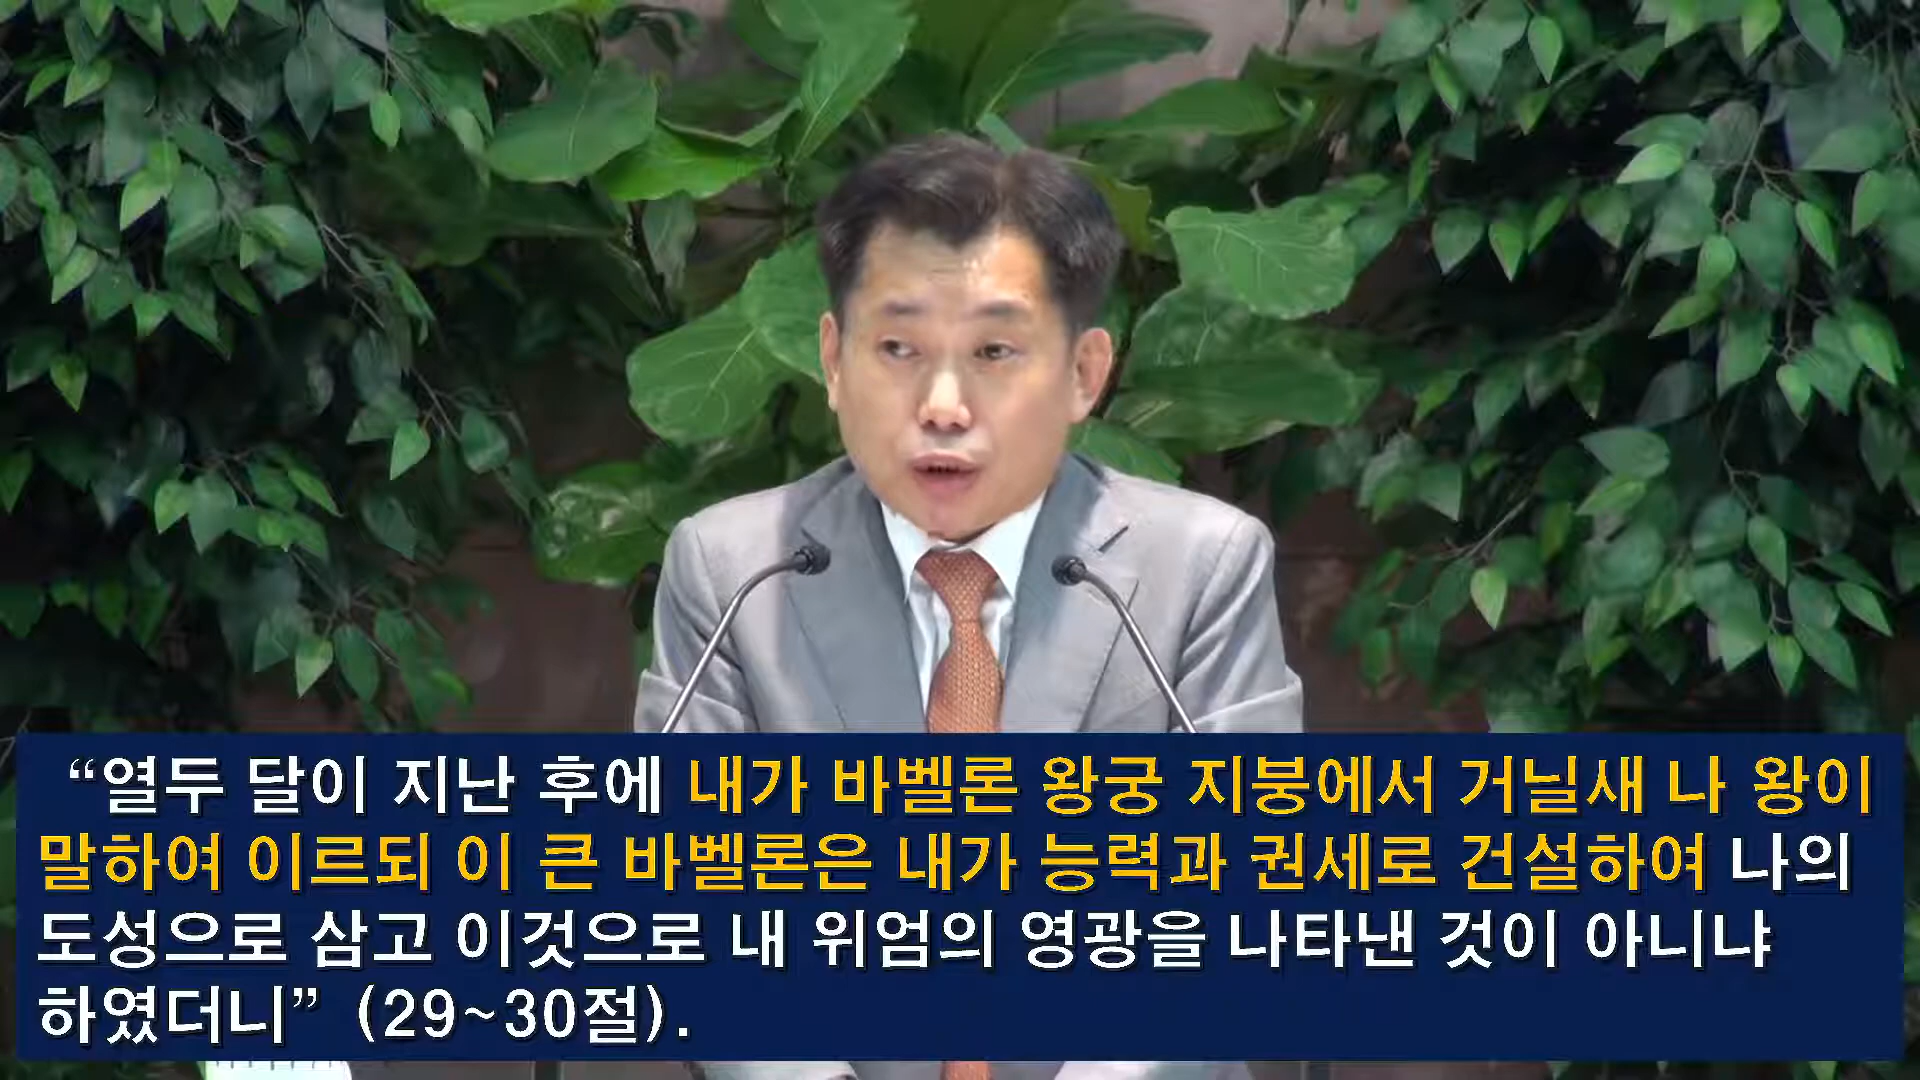 “열두 달이 지난 후에 내가 바벨론 왕궁 지붕에서 거닐새 나 왕이
말하여 이르되 이 큰 바벨론은 내가 능력과 권세로 건설하여 나의
도성으로 삼고 이것으로 내 위엄의 영광을 나타낸 것이 아니냐
하였더니” (29~30절).